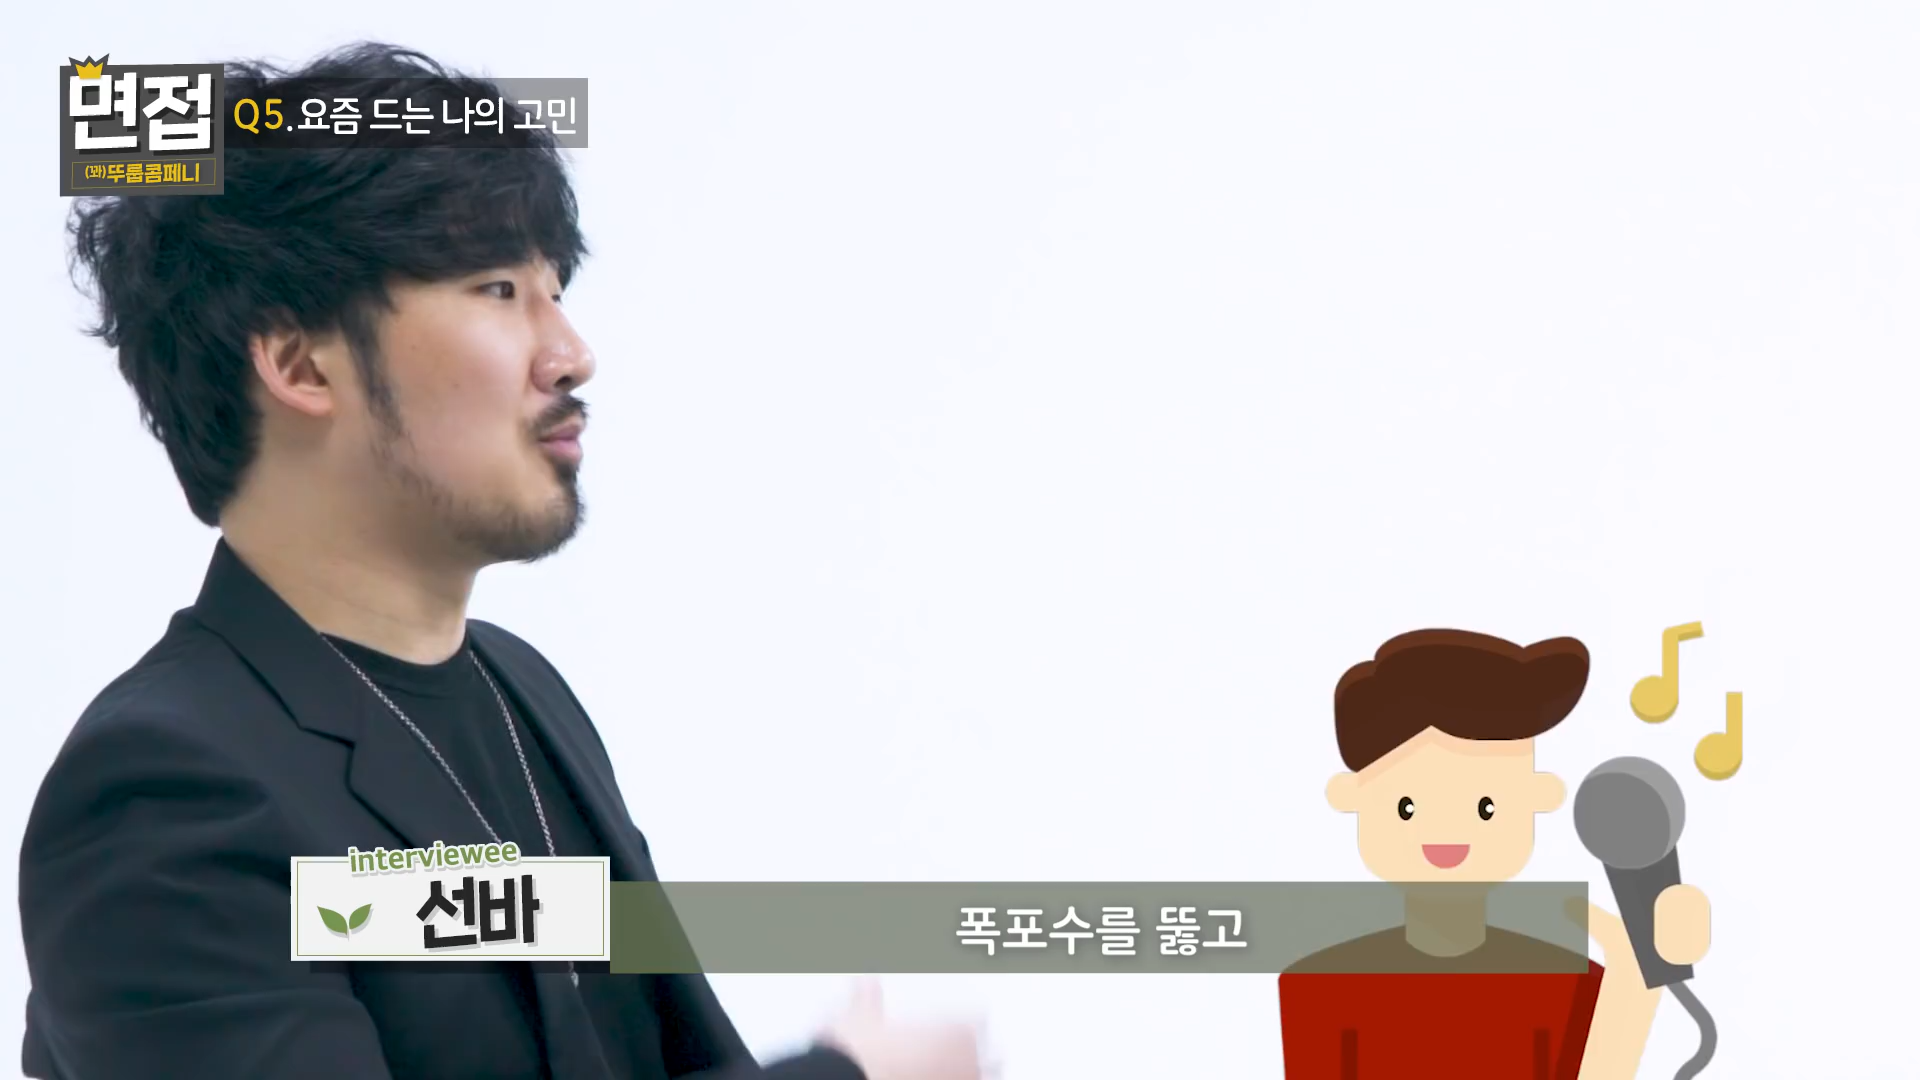 면접
(꽈)뚜룹콤페니
Q5.요즘 드는 나의 고민
interviewee
선바
폭포수를 뚫고